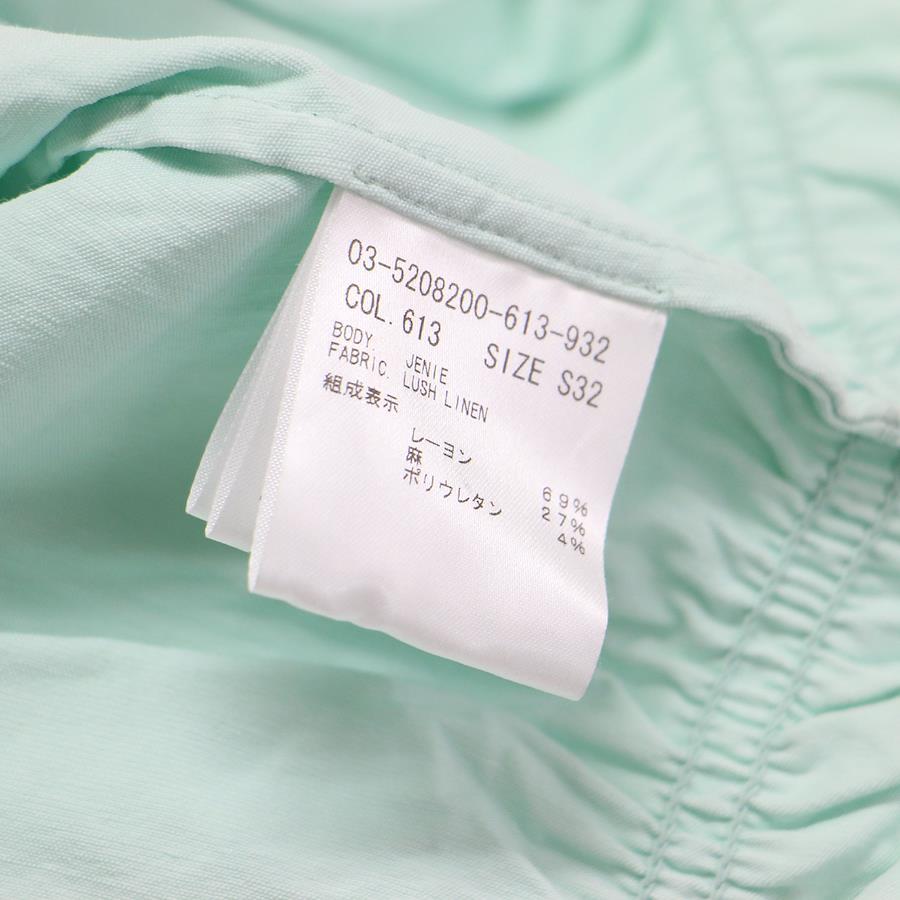 03-5208200-613-932
COL. 613 SIZE S32
BODY. JENIE
FABRIC. LUSH LINEN
組成表示
レーヨン 69%
麻 27%
ポリウレタン 4%